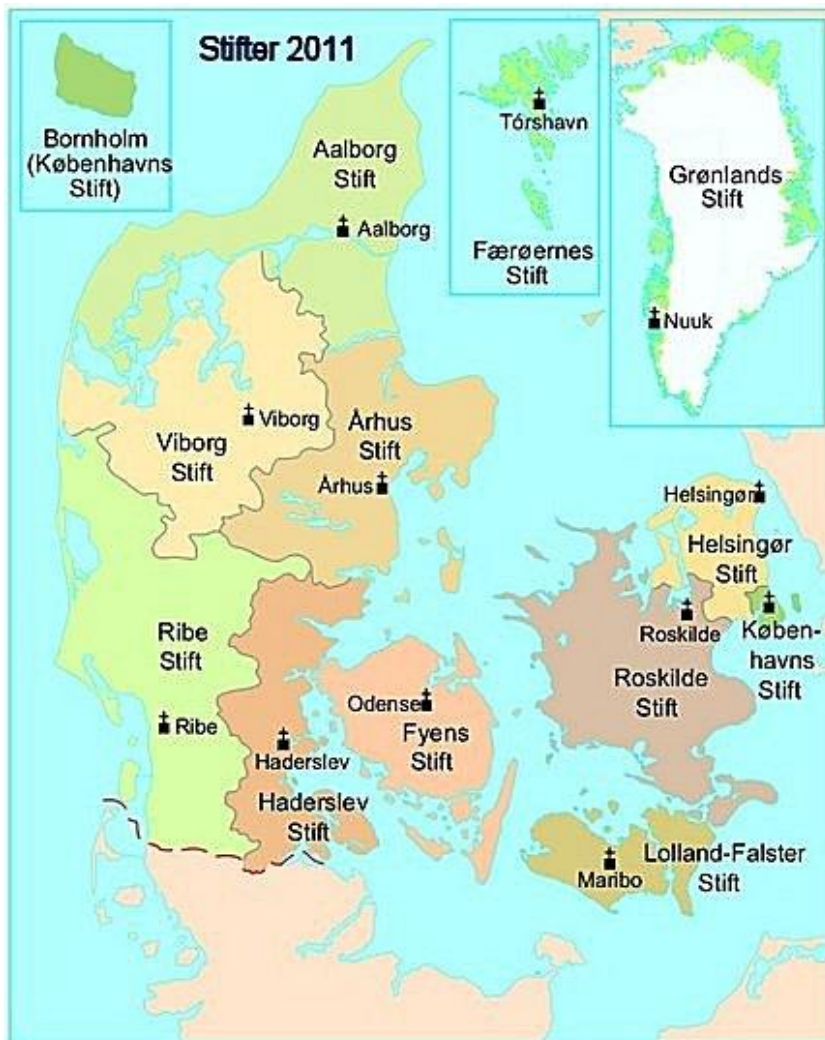 Stifter 2011
Bornholm
(Københavns
Stift)
Aalborg
Stift
Aalborg
Tórshavn
Færøernes
Stift
Grønlands
Stift
Nuuk
Viborg
Viborg
Stift
Århus
Stift
Århus
Helsingør
Helsingør
Stift
Roskilde
Køben-
havns
Stift
Roskilde
Stift
Ribe
Stift
Ribe
Odense
Fyens
Stift
Haderslev
Haderslev
Stift
Maribo
Lolland-Falster
Stift